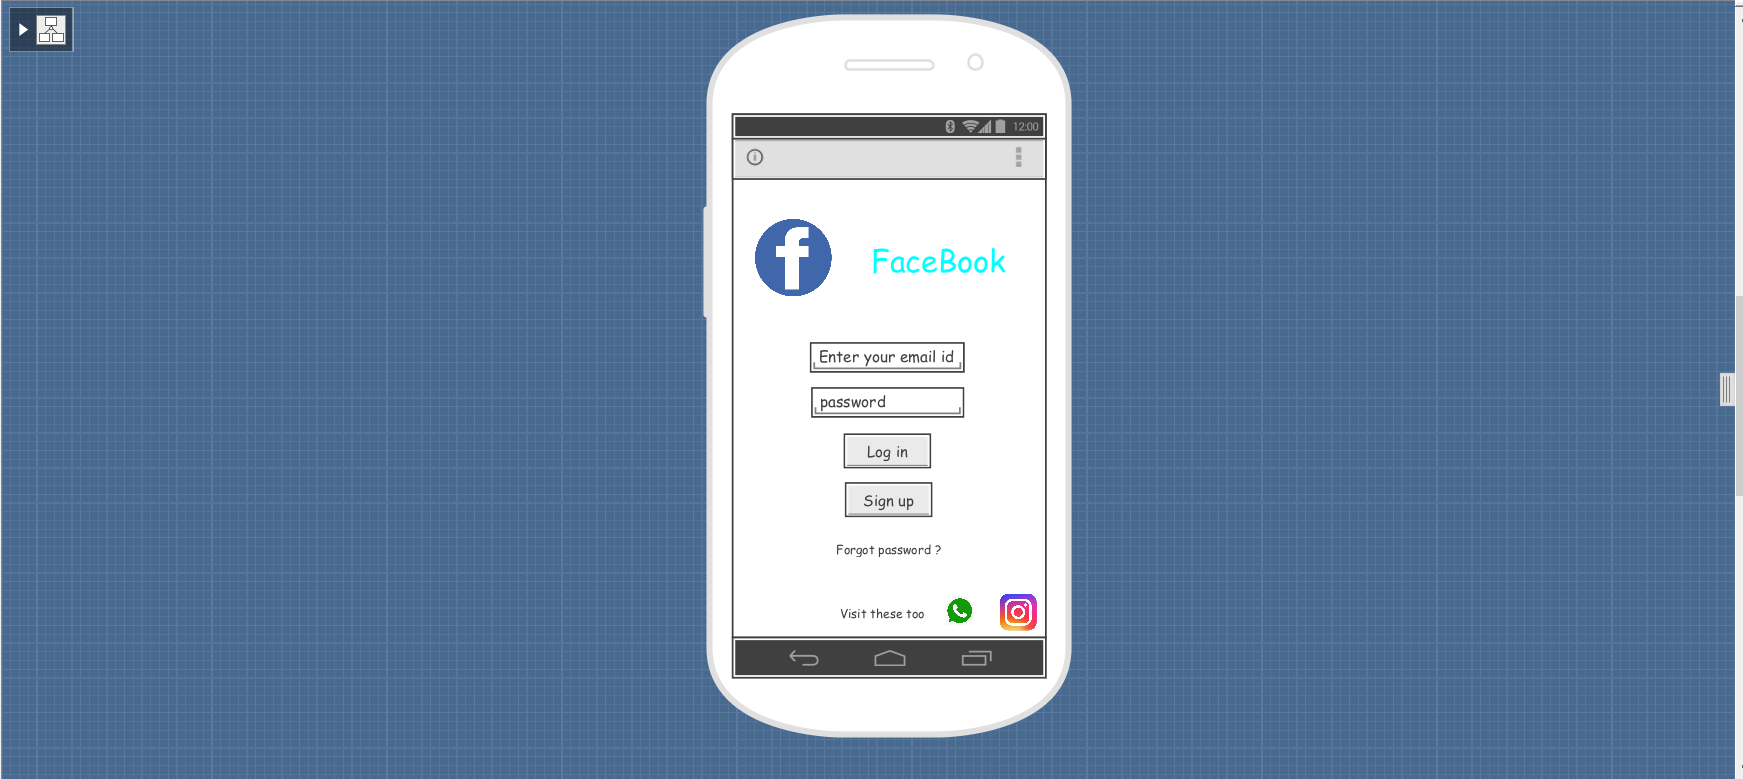 12:00
FaceBook
Enter your email id
password
Log in
Sign up
Forgot password ?
Visit these too